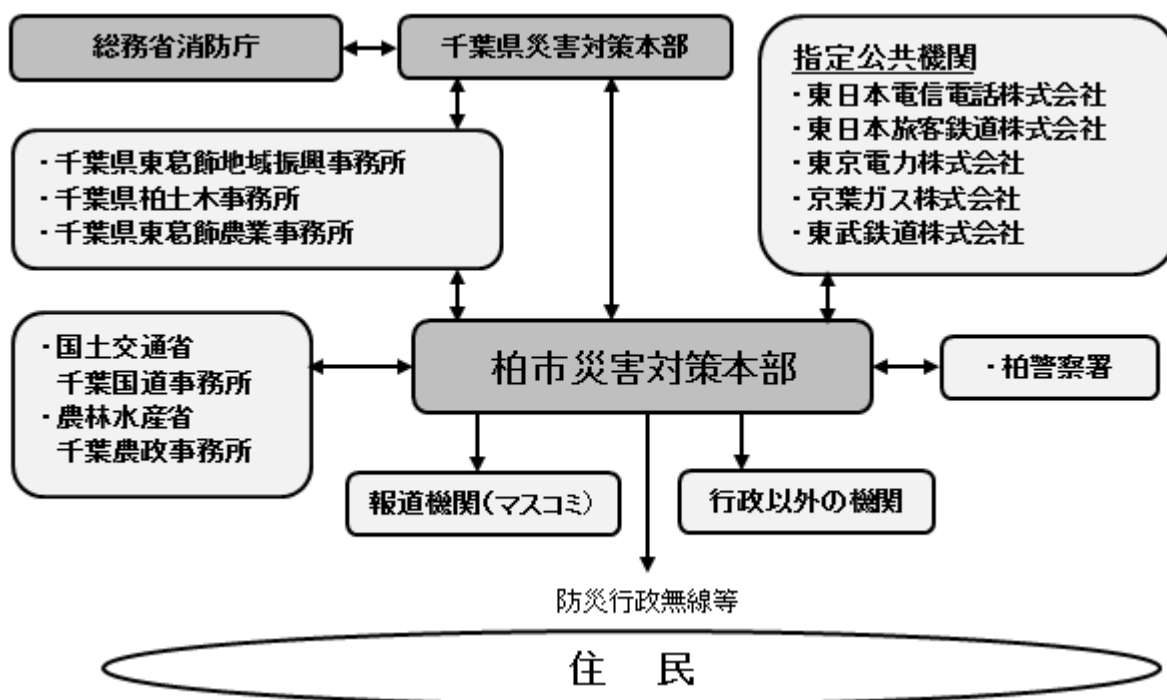 総務省消防庁
千葉県災害対策本部
指定公共機関
・東日本電信電話株式会社
・東日本旅客鉄道株式会社
・東京電力株式会社
・京葉ガス株式会社
・東武鉄道株式会社
・千葉県東葛飾地域振興事務所
・千葉県柏土木事務所
・千葉県東葛飾農業事務所
・国土交通省
千葉国道事務所
・農林水産省
千葉農政事務所
柏市災害対策本部
・柏警察署
報道機関(マスコミ)
行政以外の機関
防災行政無線等
住 民